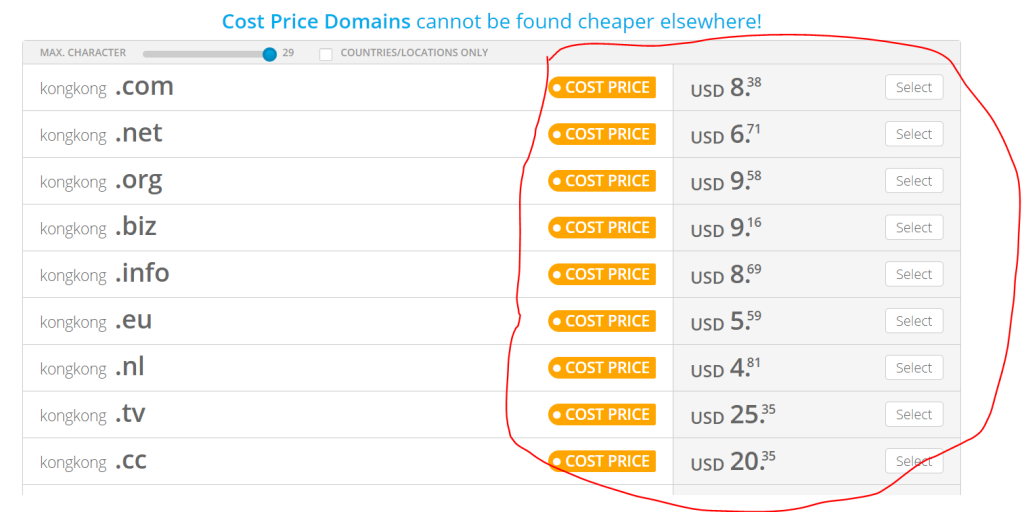 Cost Price Domains cannot be found cheaper elsewhere!
MAX. CHARACTER 29 COUNTRIES/LOCATIONS ONLY
kongkong .com COST PRICE USD 8.38 Select
kongkong .net COST PRICE USD 6.71 Select
kongkong .org COST PRICE USD 9.58 Select
kongkong .biz COST PRICE USD 9.16 Select
kongkong .info COST PRICE USD 8.69 Select
kongkong .eu COST PRICE USD 5.59 Select
kongkong .nl COST PRICE USD 4.81 Select
kongkong .tv COST PRICE USD 25.35 Select
kongkong .cc COST PRICE USD 20.35 Select